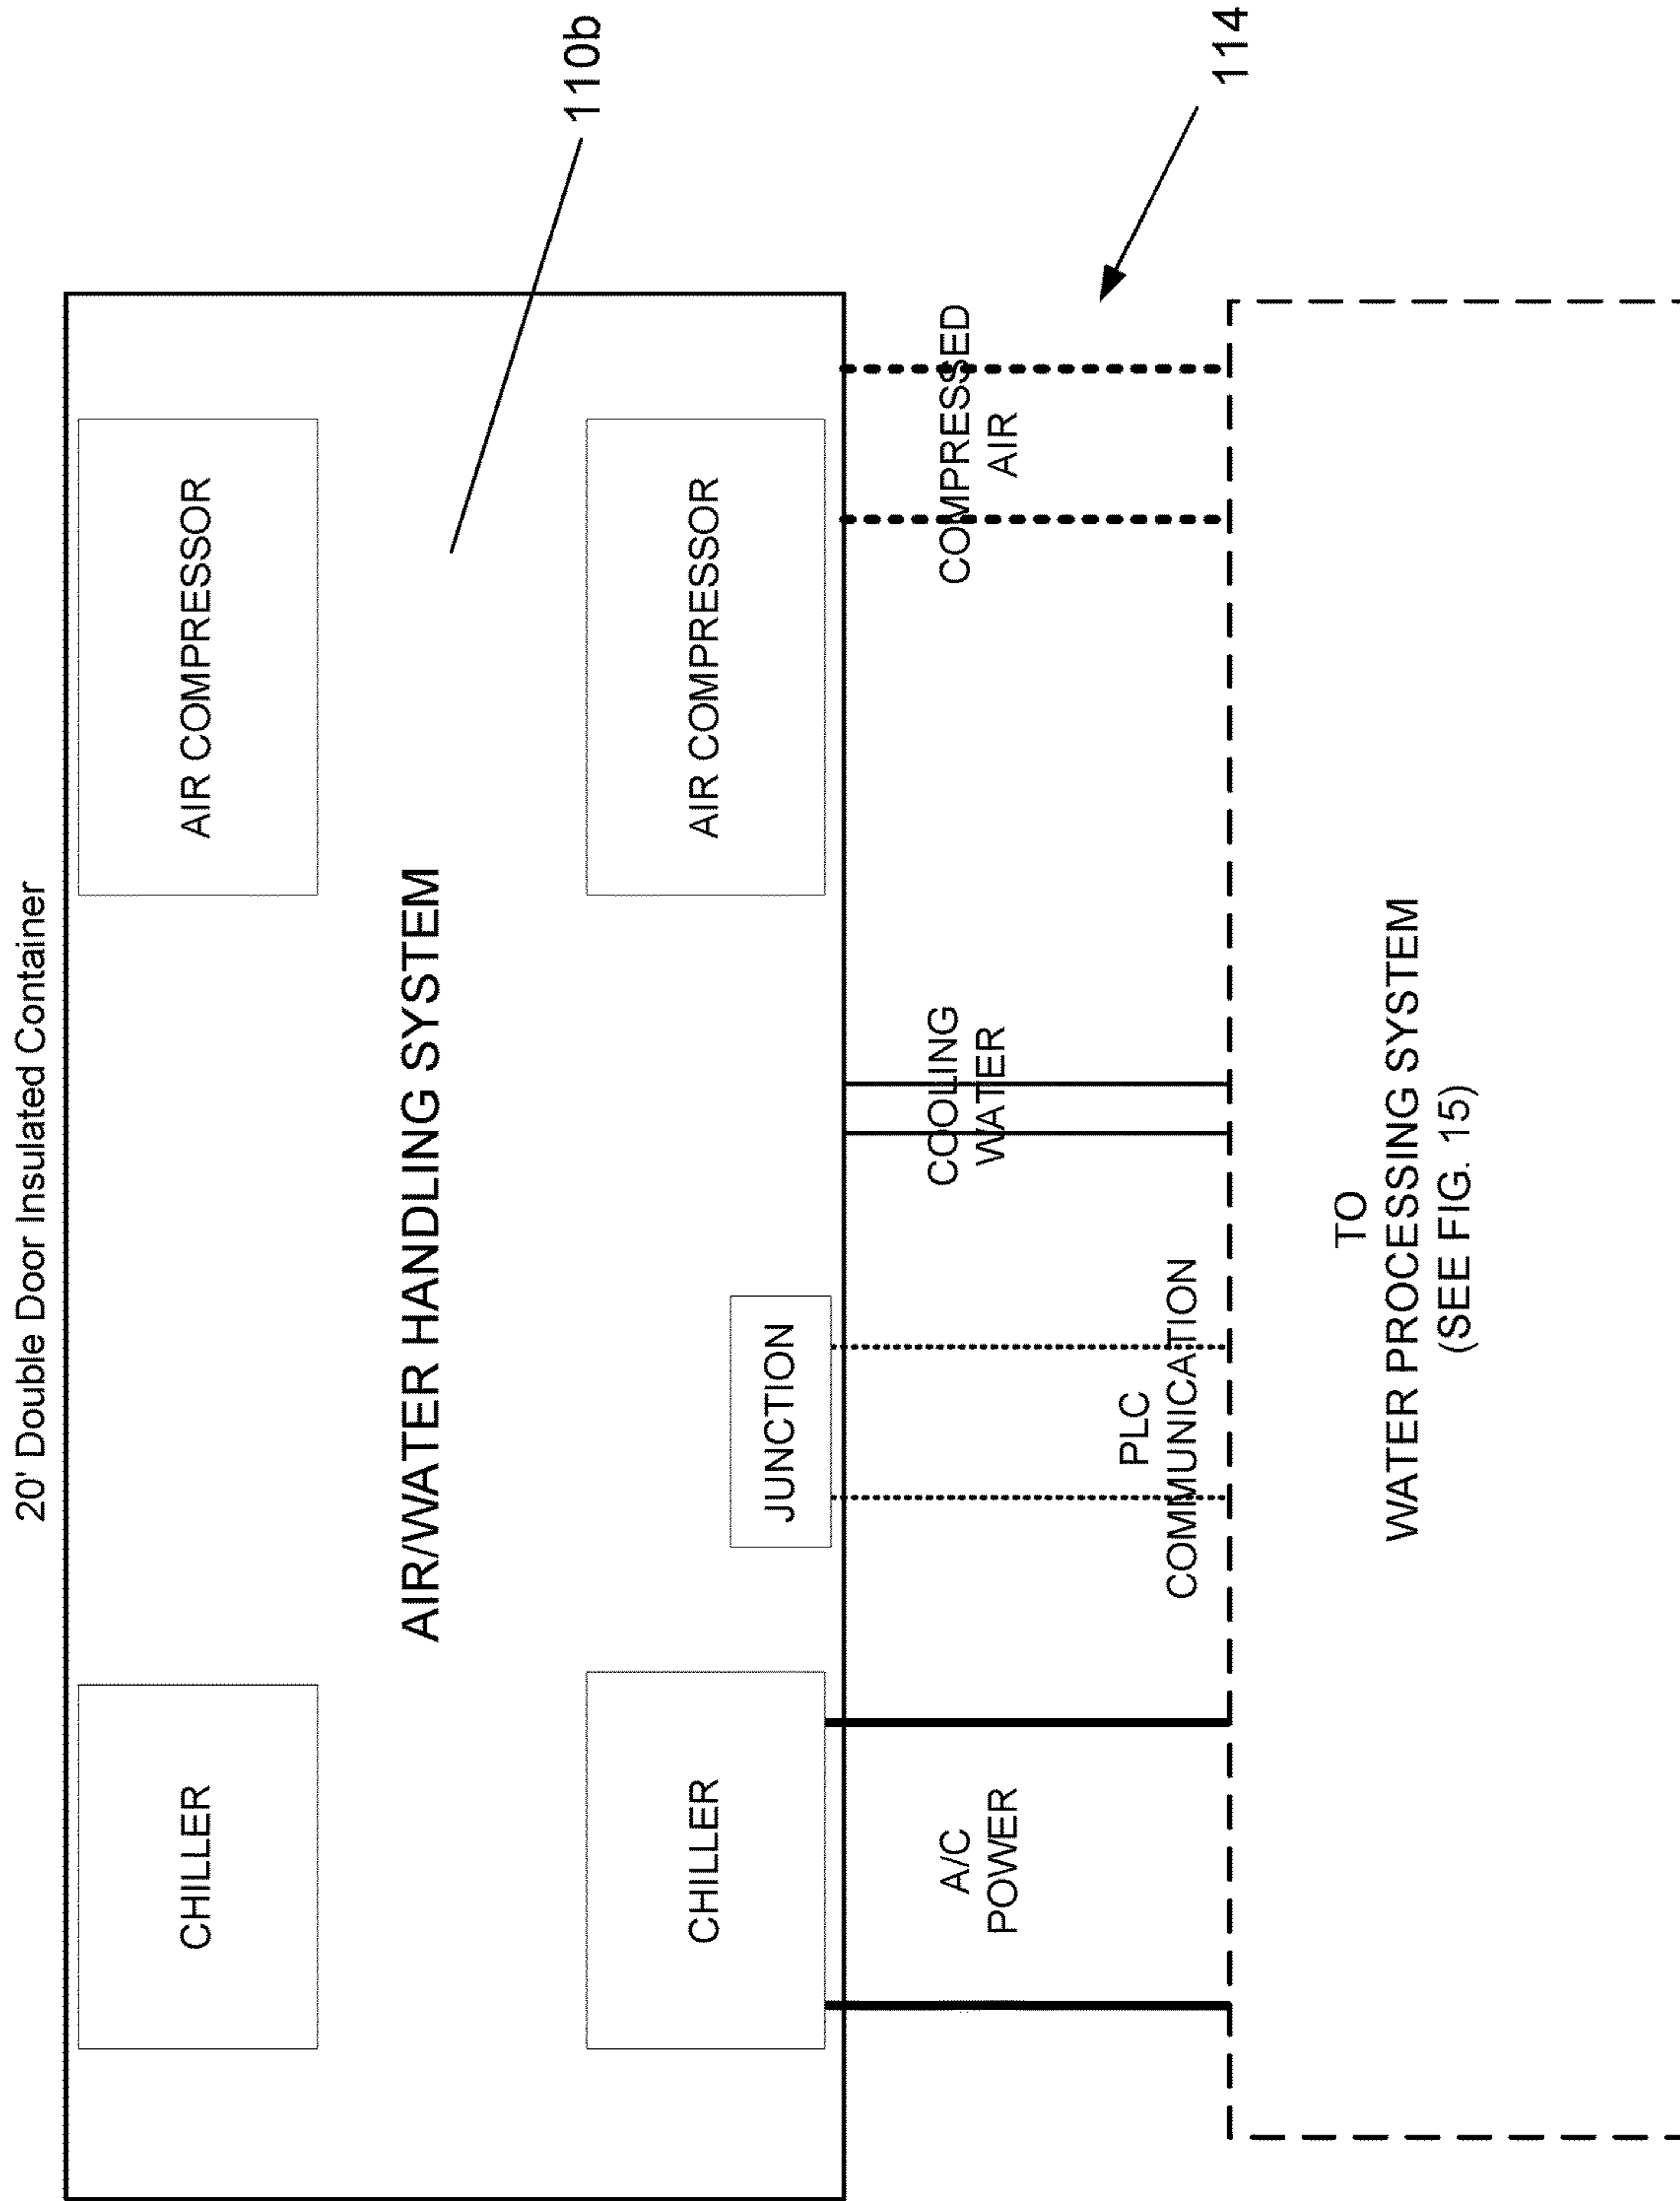 20' Double Door Insulated Container
CHILLER
AIR COMPRESSOR
AIR/WATER HANDLING SYSTEM
110b
CHILLER
JUNCTION
AIR COMPRESSOR
A/C
POWER
PLC
COMMUNICATION
COOLING
WATER
COMPRESSED
AIR
114
TO
WATER PROCESSING SYSTEM
(SEE FIG. 15)